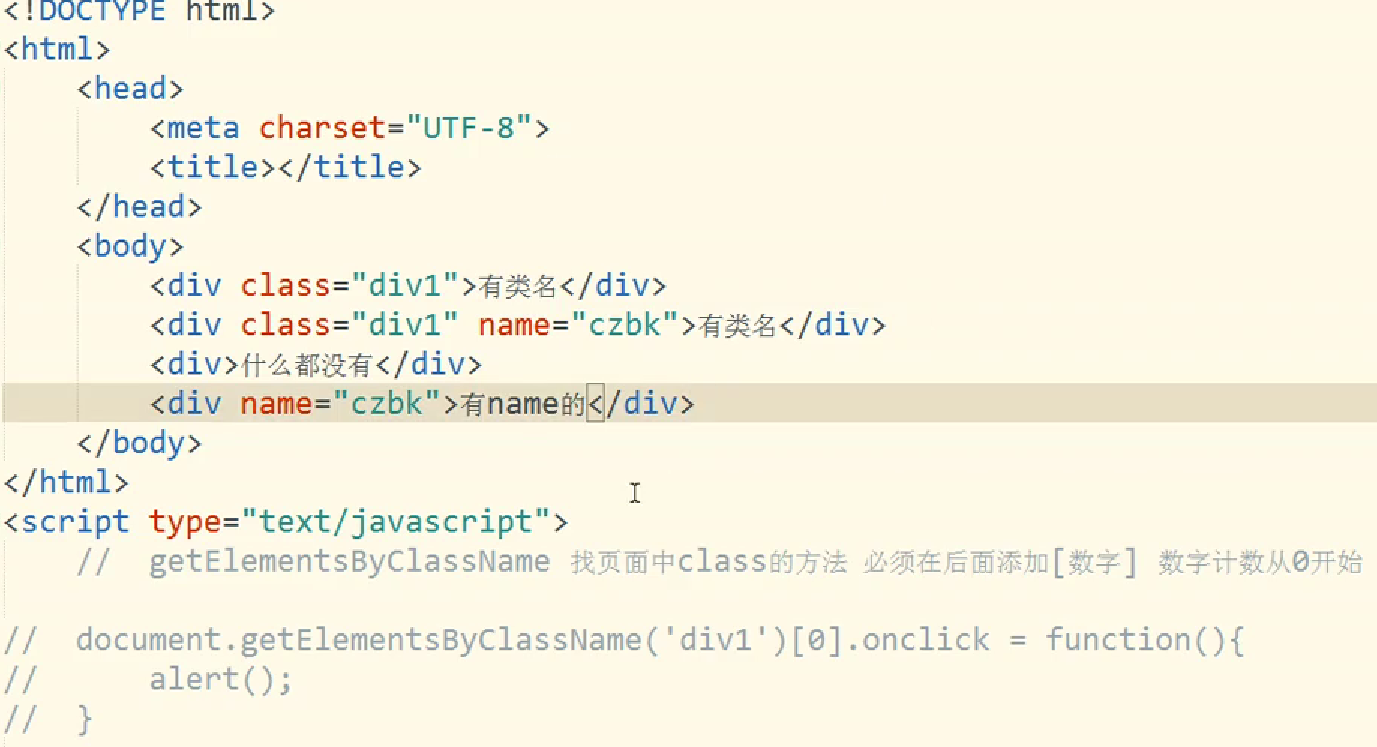 <!DOCTYPE html>
<html>
<head>
<meta charset="UTF-8">
<title></title>
</head>
<body>
<div class="div1">有类名</div>
<div class="div1" name="czbk">有类名</div>
<div>什么都没有</div>
<div name="czbk">有name的</div>
</body>
</html>
<script type="text/javascript">
// getElementsByClassName 找页面中class的方法 必须在后面添加[数字] 数字计数从0开始
// document.getElementsByClassName('div1')[0].onclick = function(){
// alert();
// }